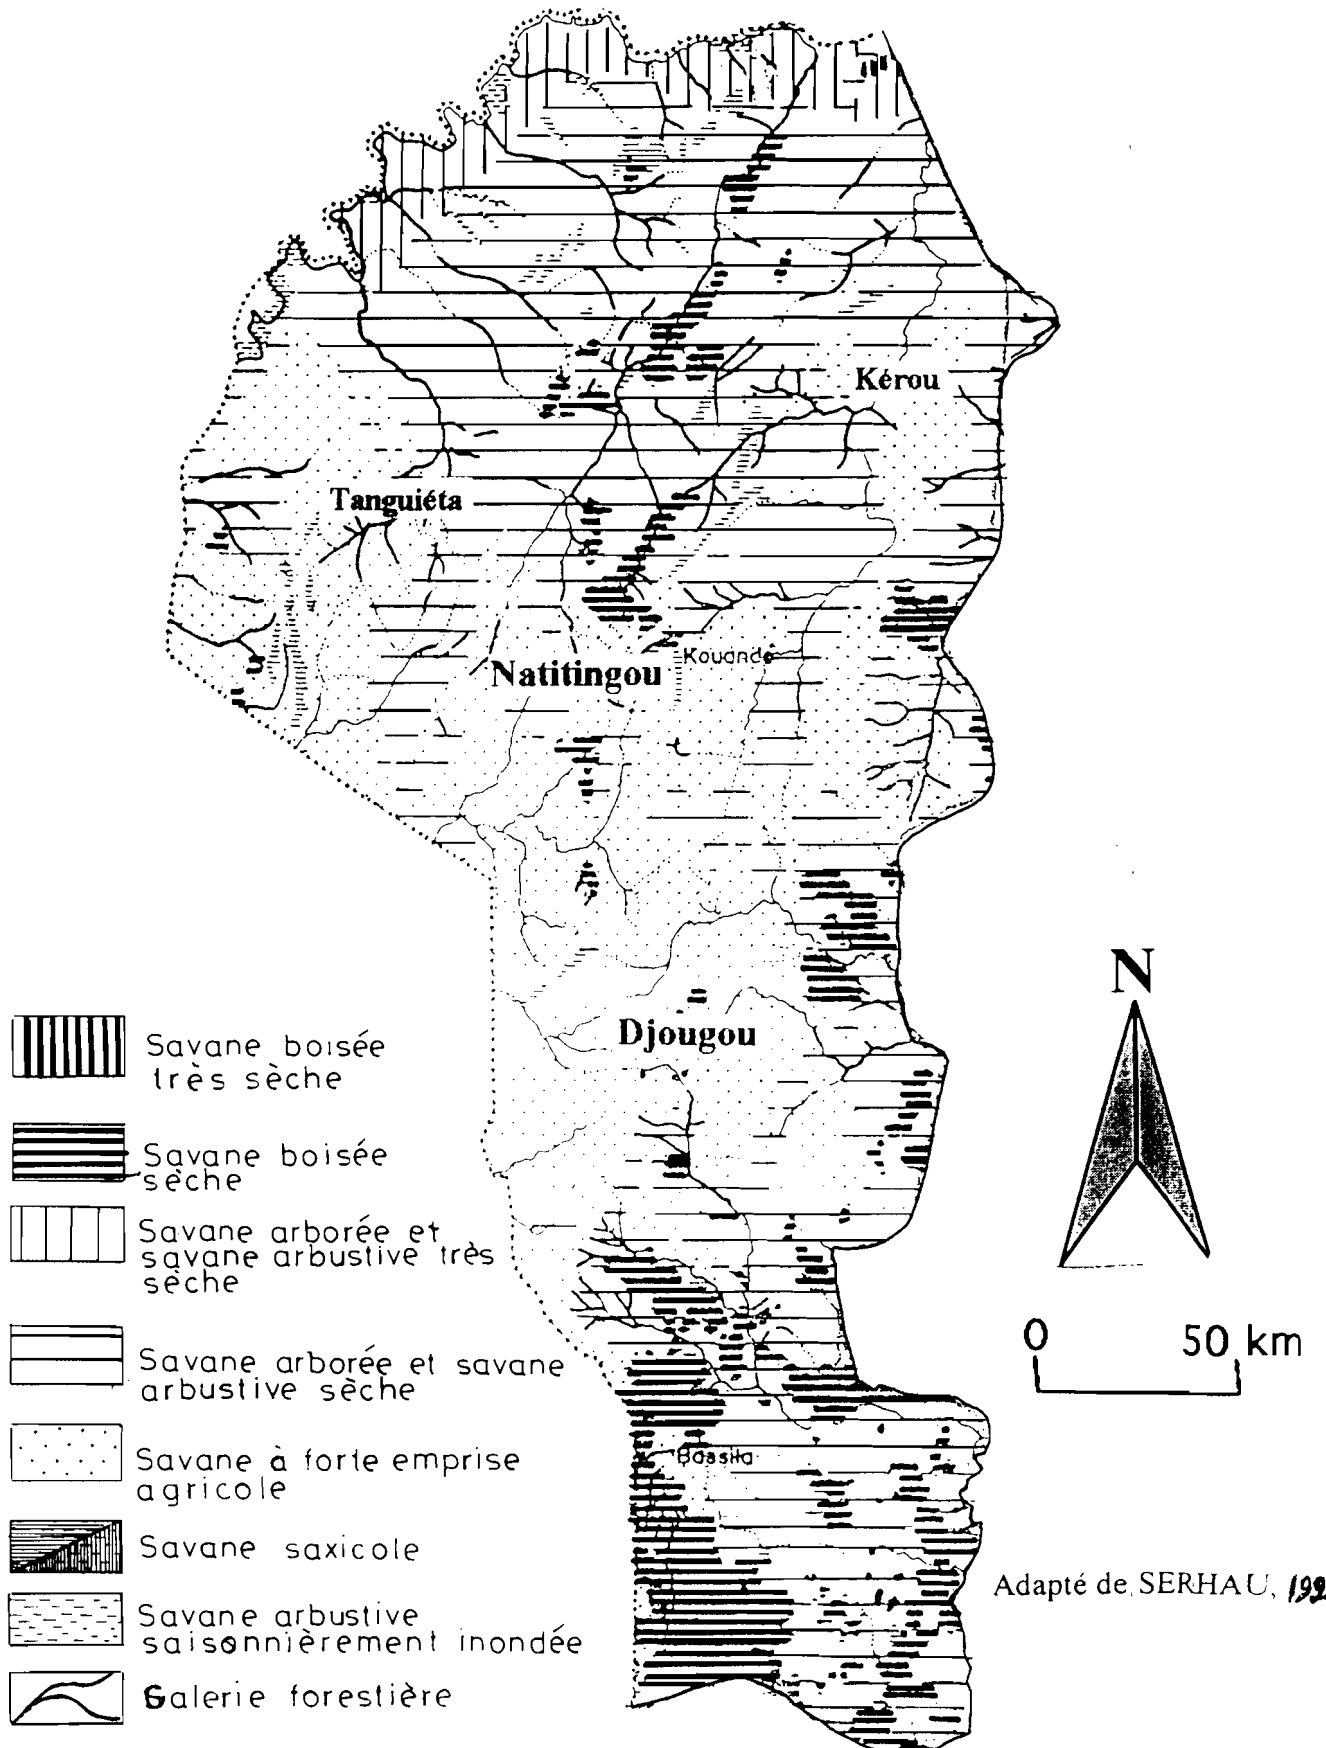 Kérou
Tanguiéta
Kouandé
Natitingou
Djougou
Bassila
N
0 50 km
Savane boisée
très sèche
Savane boisée
sèche
Savane arborée et
savane arbustive très
sèche
Savane arborée et savane
arbustive sèche
Savane à forte emprise
agricole
Savane saxicole
Savane arbustive
saisonnièrement inondée
Galerie forestière
Adapté de SERHAU,